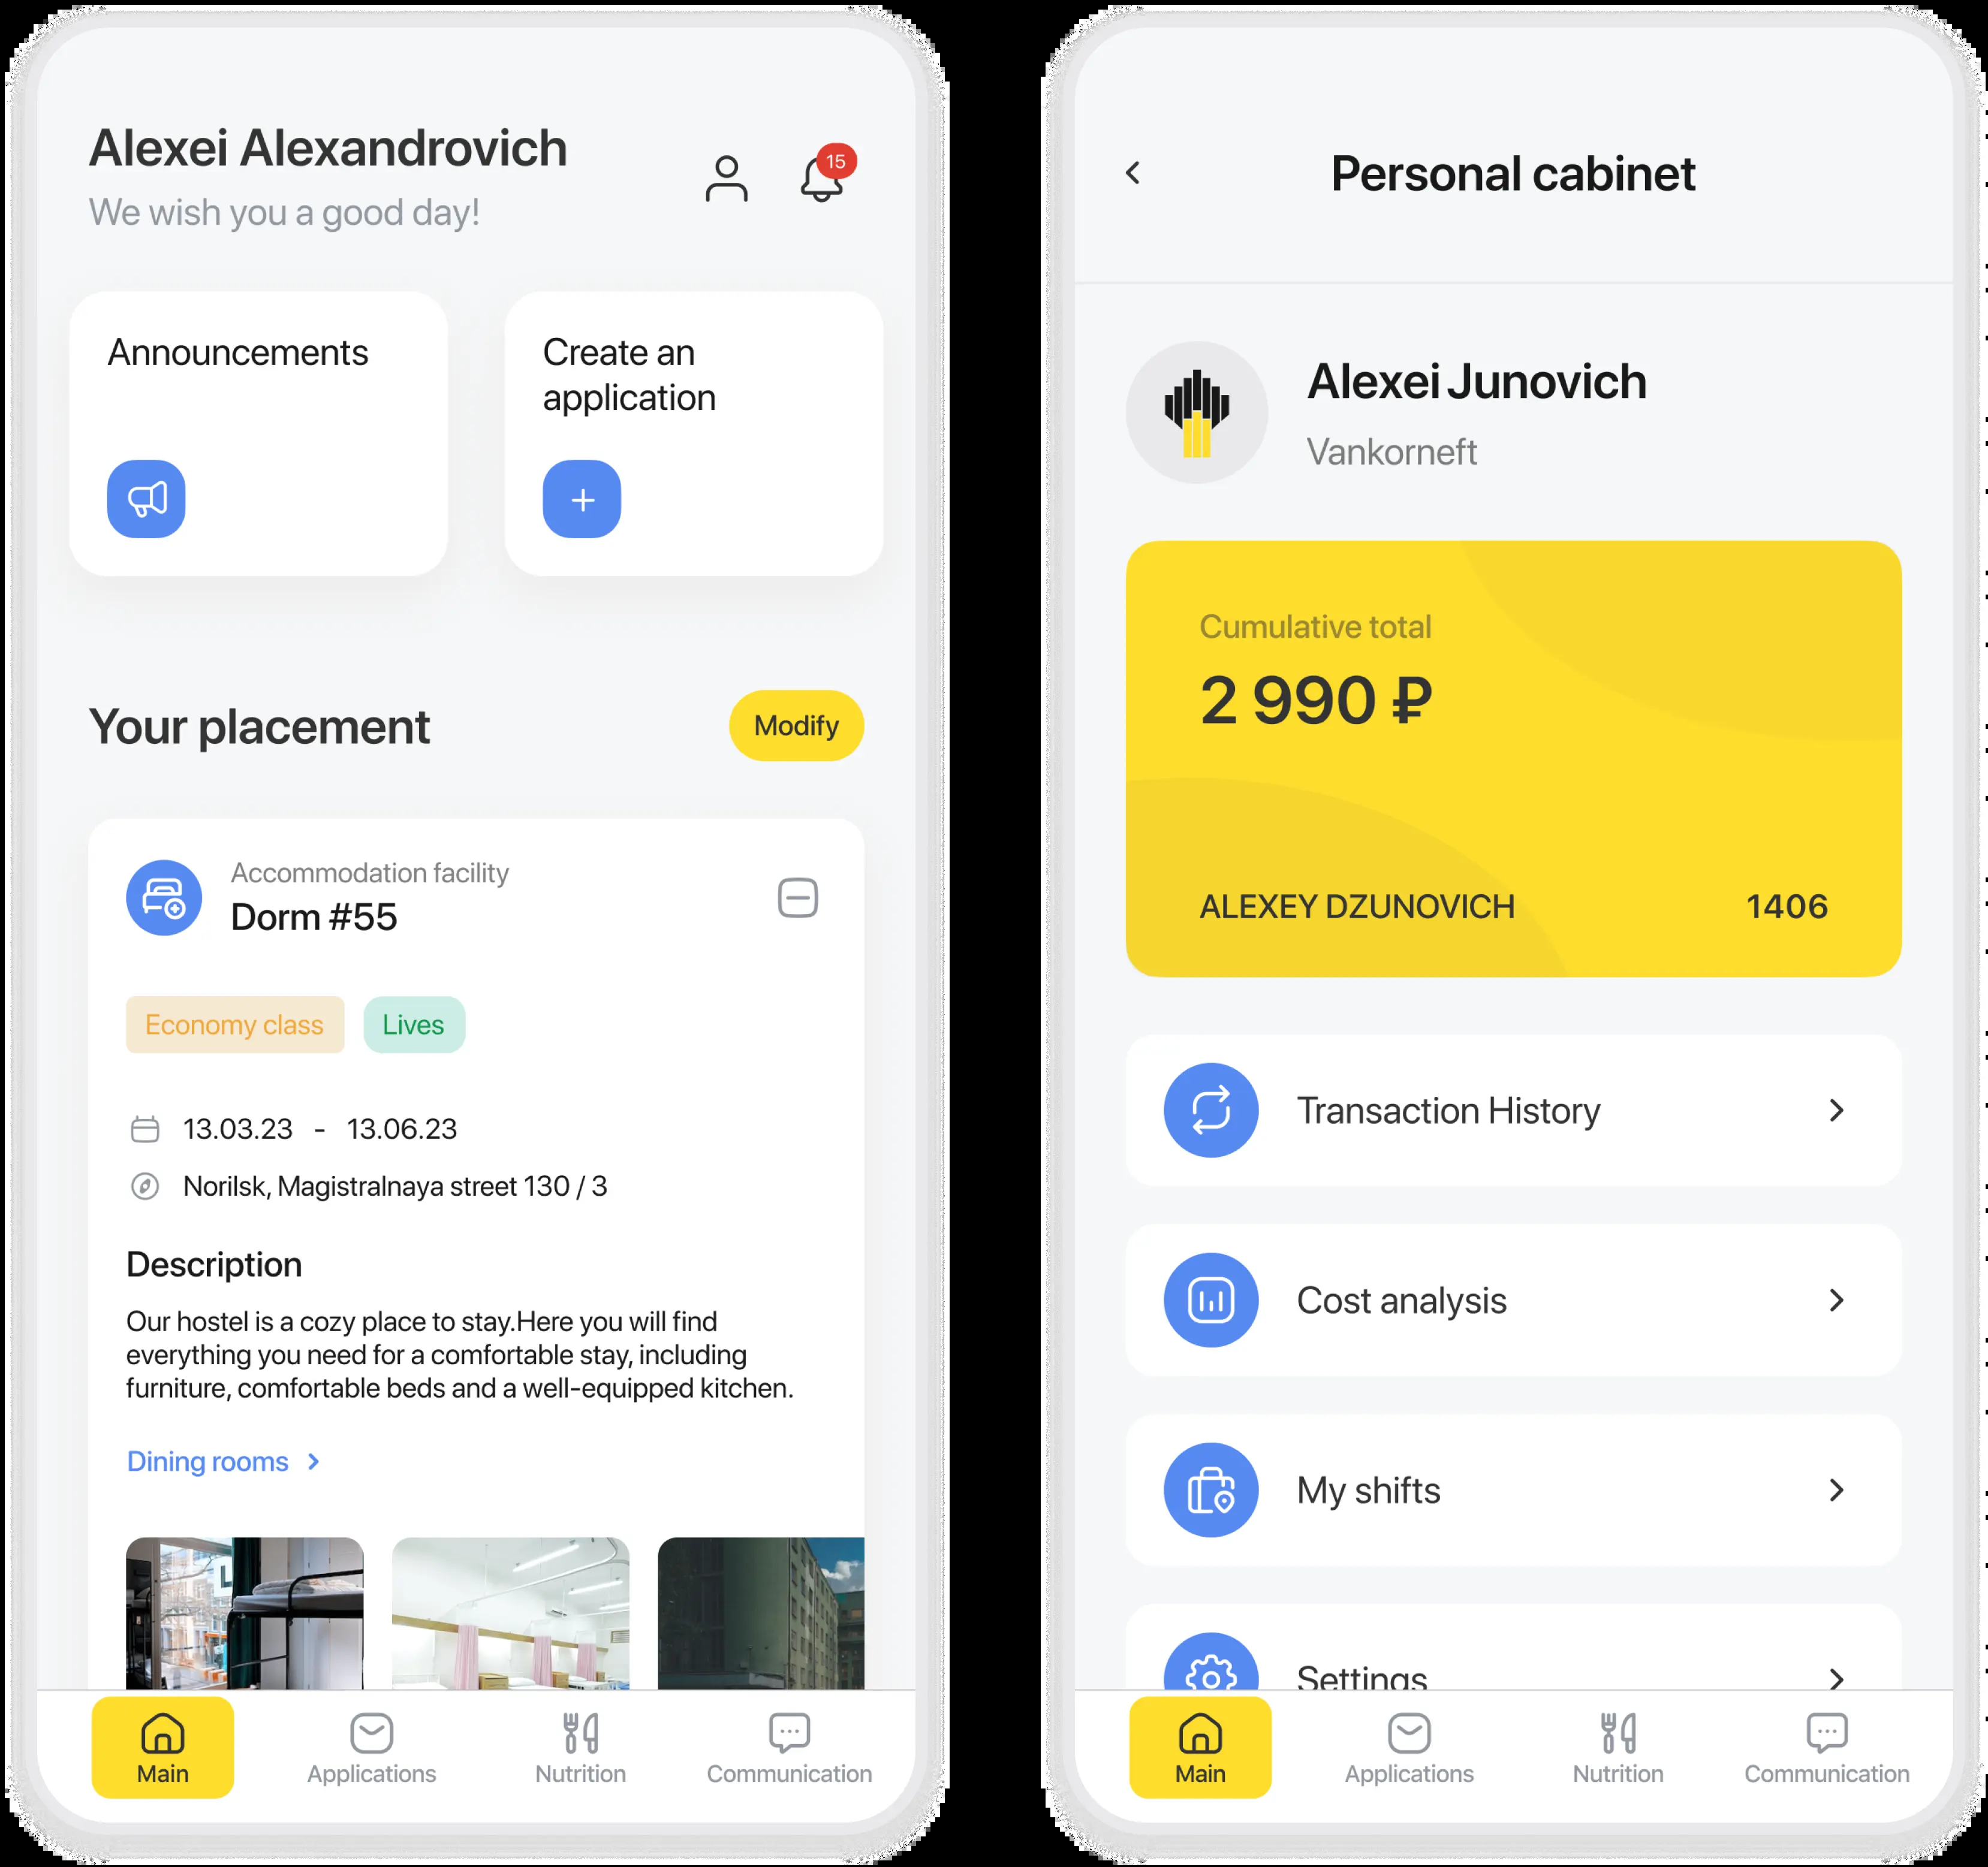 Alexei Alexandrovich
We wish you a good day!
15
Announcements
Create an
application
Your placement
Modify
Accommodation facility
Dorm #55
Economy class
Lives
13.03.23 - 13.06.23
Norilsk, Magistralnaya street 130 / 3
Description
Our hostel is a cozy place to stay.Here you will find
everything you need for a comfortable stay, including
furniture, comfortable beds and a well-equipped kitchen.
Dining rooms
Main
Applications
Nutrition
Communication
Personal cabinet
Alexei Junovich
Vankorneft
Cumulative total
2 990 ₽
ALEXEY DZUNOVICH
1406
Transaction History
Cost analysis
My shifts
Settings
Main
Applications
Nutrition
Communication